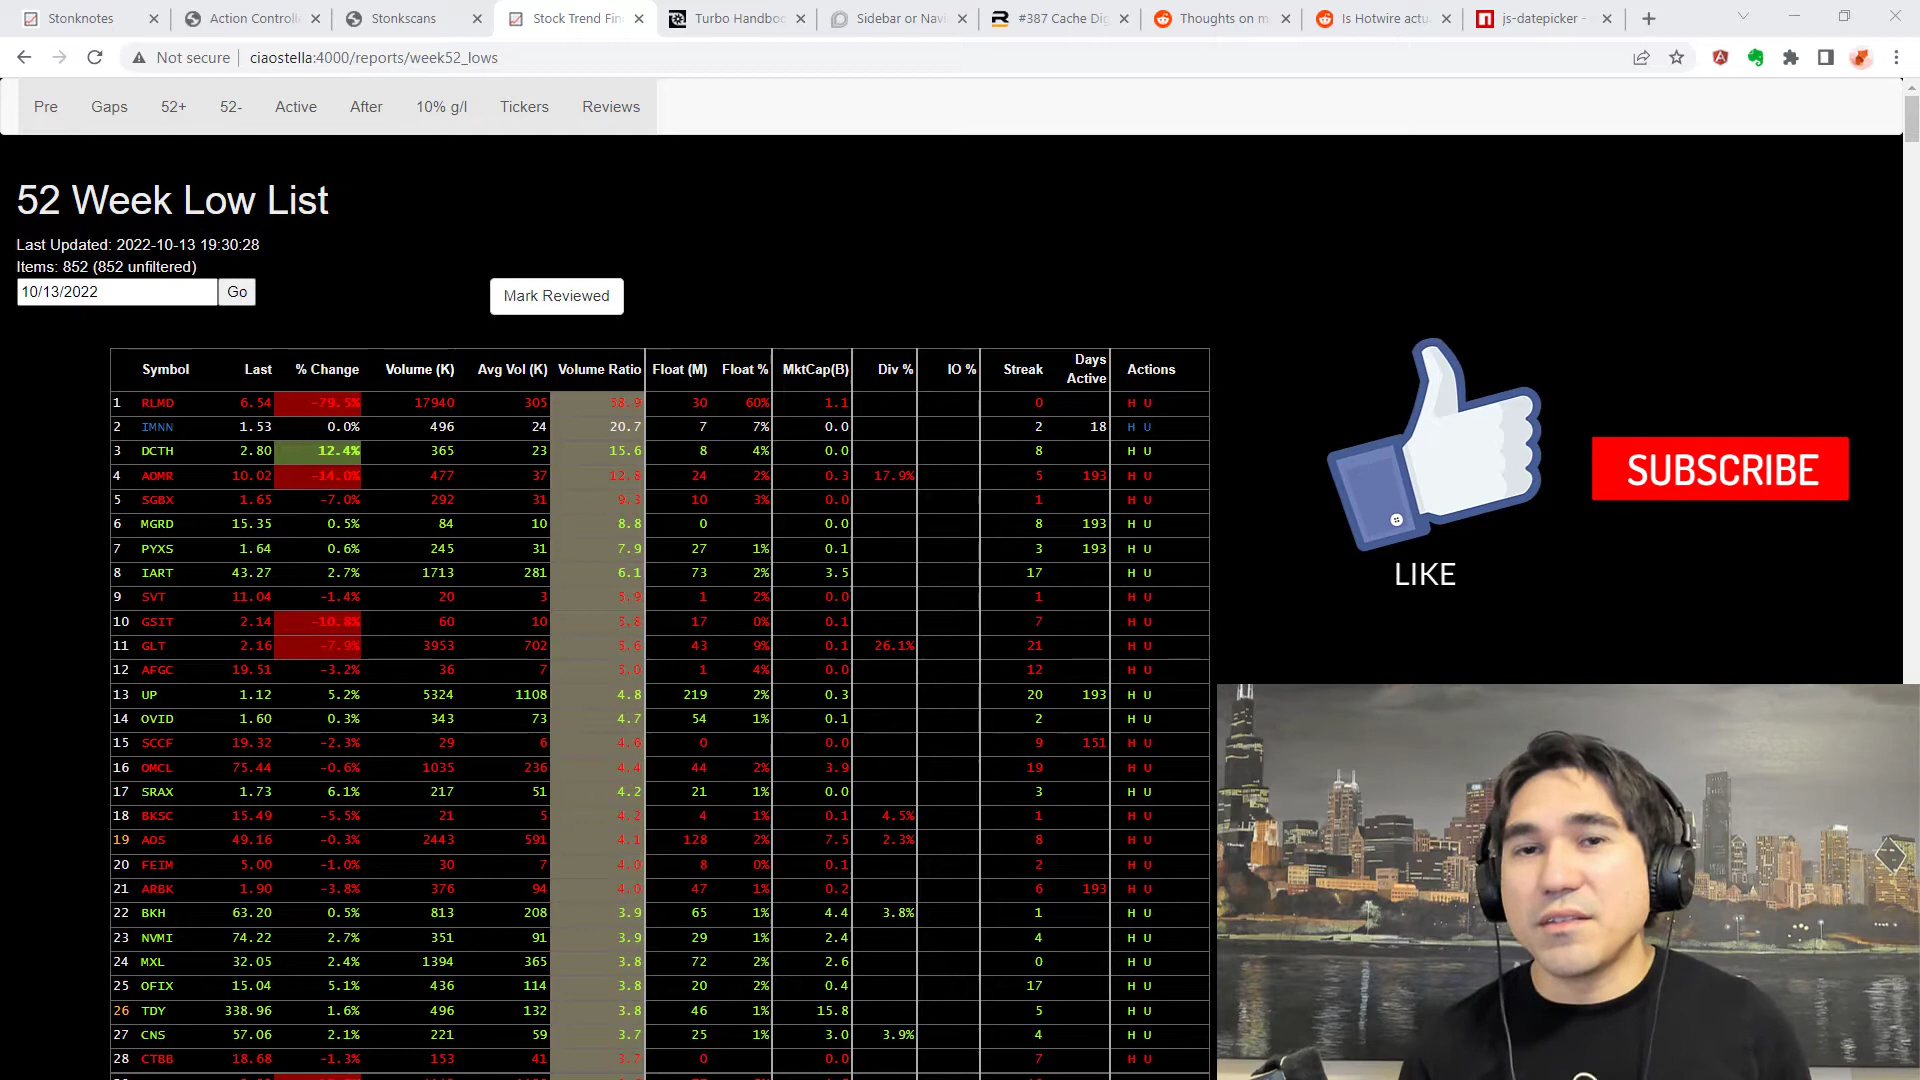 Stonknotes
Action Controll
Stonkscans
Stock Trend Fin
Turbo Handboo
Sidebar or Navi
#387 Cache Dig
Thoughts on m
Is Hotwire actu
js-datepicker -
Not secure
ciaostella:4000/reports/week52_lows
Pre Gaps 52+ 52- Active After 10% g/l Tickers Reviews
52 Week Low List
Last Updated: 2022-10-13 19:30:28
Items: 852 (852 unfiltered)
10/13/2022 Go
Mark Reviewed
Symbol Last % Change Volume (K) Avg Vol (K) Volume Ratio Float (M) Float % MktCap(B) Div % IO % Streak Days Active Actions
1 RLMD 6.54 -79.5% 17940 305 58.9 30 60% 1.1 0 H U
2 IMNN 1.53 0.0% 496 24 20.7 7 7% 0.0 2 18 H U
3 DCTH 2.80 12.4% 365 23 15.6 8 4% 0.0 8 H U
4 AOMR 10.02 -14.0% 477 37 12.8 24 2% 0.3 17.9% 5 193 H U
5 SGBX 1.65 -7.0% 292 31 9.3 10 3% 0.0 1 H U
6 MGRD 15.35 0.5% 84 10 8.8 0 0.0 8 193 H U
7 PYXS 1.64 0.6% 245 31 7.9 27 1% 0.1 3 193 H U
8 IART 43.27 2.7% 1713 281 6.1 73 2% 3.5 17 H U
9 SVT 11.04 -1.4% 20 3 5.9 1 2% 0.0 1 H U
10 GSIT 2.14 -10.8% 60 10 5.8 17 0% 0.1 7 H U
11 GLT 2.16 -7.9% 3953 702 5.6 43 9% 0.1 26.1% 21 H U
12 AFGC 19.51 -3.2% 36 7 5.0 1 4% 0.0 12 H U
13 UP 1.12 5.2% 5324 1108 4.8 219 2% 0.3 20 193 H U
14 OVID 1.60 0.3% 343 73 4.7 54 1% 0.1 2 H U
15 SCCF 19.32 -2.3% 29 6 4.6 0 0.0 9 151 H U
16 OMCL 75.44 -0.6% 1035 236 4.4 44 2% 3.9 19 H U
17 SRAX 1.73 6.1% 217 51 4.2 21 1% 0.0 3 H U
18 BKSC 15.49 -5.5% 21 5 4.2 4 1% 0.1 4.5% 1 H U
19 AOS 49.16 -0.3% 2443 591 4.1 128 2% 7.5 2.3% 8 H U
20 FEIM 5.00 -1.0% 30 7 4.0 8 0% 0.1 2 H U
21 ARBK 1.90 -3.8% 376 94 4.0 47 1% 0.2 6 193 H U
22 BKH 63.20 0.5% 813 208 3.9 65 1% 4.4 3.8% 1 H U
23 NVMI 74.22 2.7% 351 91 3.9 29 1% 2.4 4 H U
24 MXL 32.05 2.4% 1394 365 3.8 72 2% 2.6 0 H U
25 OFIX 15.04 5.1% 436 114 3.8 20 2% 0.4 17 H U
26 TDY 338.96 1.6% 496 132 3.8 46 1% 15.8 5 H U
27 CNS 57.06 2.1% 221 59 3.7 25 1% 3.0 3.9% 4 H U
28 CTBB 18.68 -1.3% 153 41 3.7 0 0.0 7 H U
LIKE
SUBSCRIBE